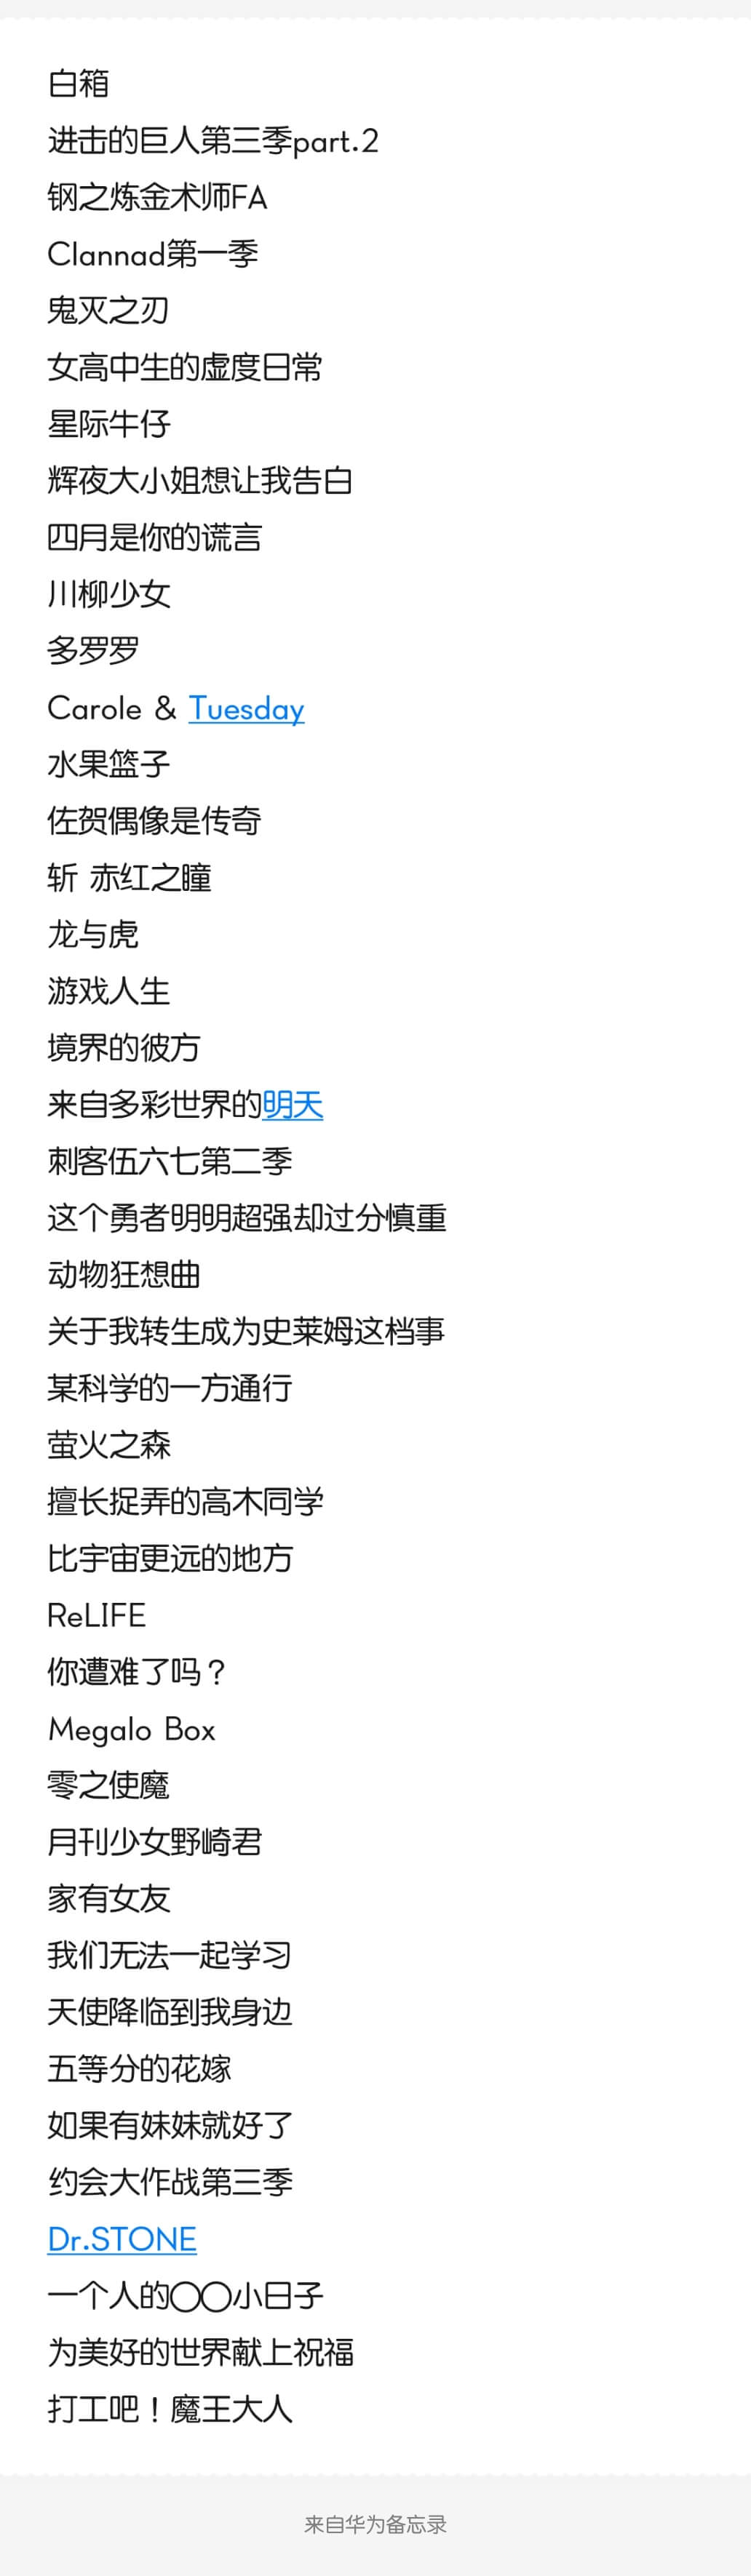 白箱
进击的巨人第三季part.2
钢之炼金术师FA
Clannad第一季
鬼灭之刃
女高中生的虚度日常
星际牛仔
辉夜大小姐想让我告白
四月是你的谎言
川柳少女
多罗罗
Carole & Tuesday
水果篮子
佐贺偶像是传奇
斩 赤红之瞳
龙与虎
游戏人生
境界的彼方
来自多彩世界的明天
刺客伍六七第二季
这个勇者明明超强却过分慎重
动物狂想曲
关于我转生成为史莱姆这档事
某科学的一方通行
萤火之森
擅长捉弄的高木同学
比宇宙更远的地方
ReLIFE
你遭难了吗？
Megalo Box
零之使魔
月刊少女野崎君
家有女友
我们无法一起学习
天使降临到我身边
五等分的花嫁
如果有妹妹就好了
约会大作战第三季
Dr.STONE
一个人的〇〇小日子
为美好的世界献上祝福
打工吧！魔王大人
来自华为备忘录